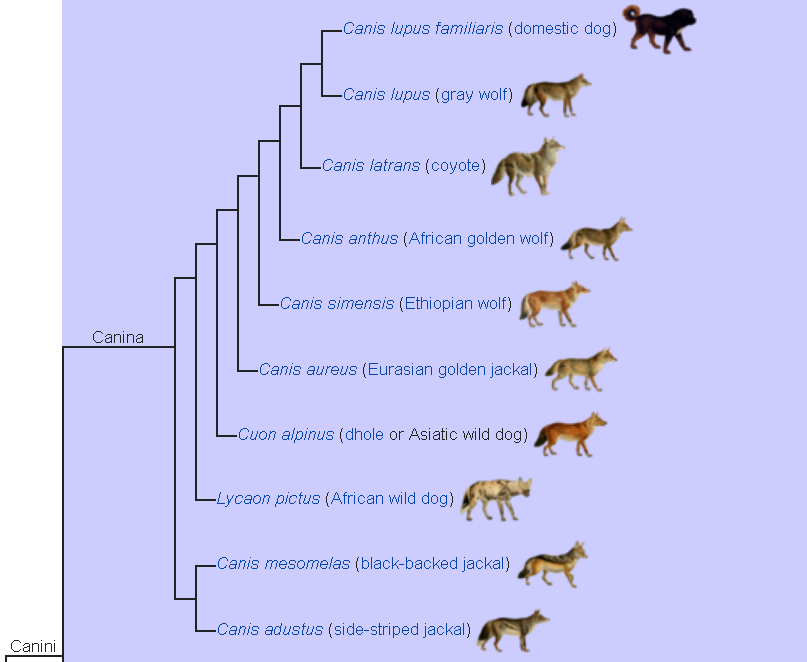 Canis lupus familiaris (domestic dog)
Canis lupus (gray wolf)
Canis latrans (coyote)
Canis anthus (African golden wolf)
Canis simensis (Ethiopian wolf)
Canina
Canis aureus (Eurasian golden jackal)
Cuon alpinus (dhole or Asiatic wild dog)
Lycaon pictus (African wild dog)
Canis mesomelas (black-backed jackal)
Canis adustus (side-striped jackal)
Canini